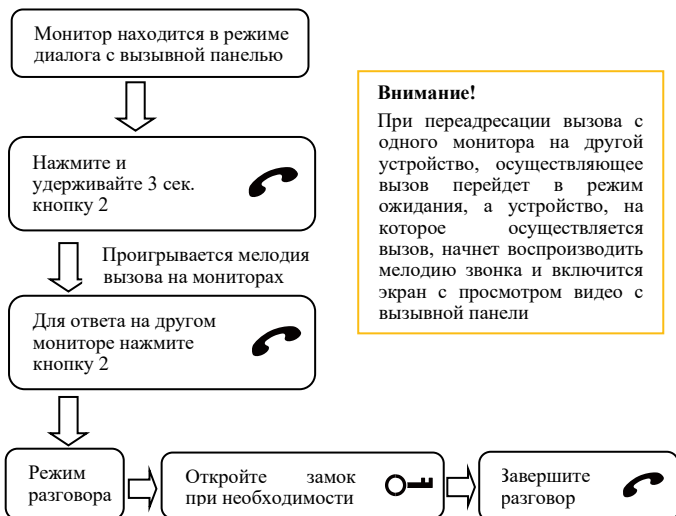 Монитор находится в режиме
диалога с вызывной панелью
Нажмите и
удерживайте 3 сек.
кнопку 2
Проигрывается мелодия
вызова на мониторах
Для ответа на другом
мониторе нажмите
кнопку 2
Режим
разговора
Откройте замок
при необходимости
Завершите
разговор
Внимание!
При переадресации вызова с
одного монитора на другой
устройство, осуществляющее
вызов перейдет в режим
ожидания, а устройство, на
которое осуществляется
вызов, начнет воспроизводить
мелодию звонка и включится
экран с просмотром видео с
вызывной панели